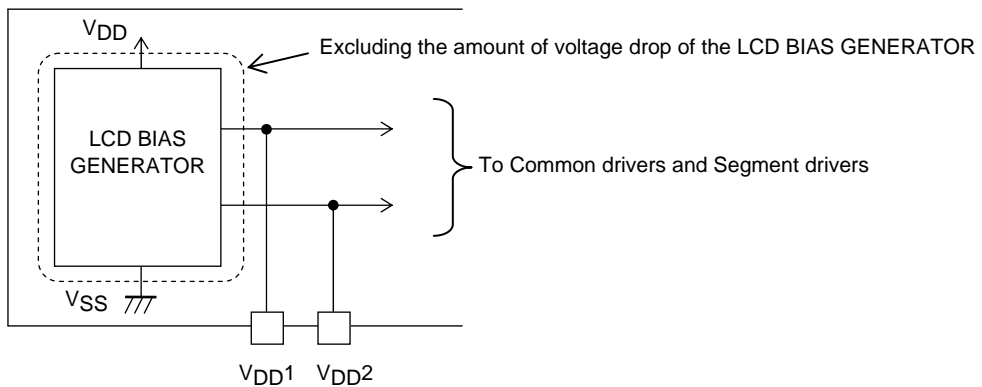 VDD
Excluding the amount of voltage drop of the LCD BIAS GENERATOR
LCD BIAS
GENERATOR
To Common drivers and Segment drivers
VSS
VDD1 VDD2